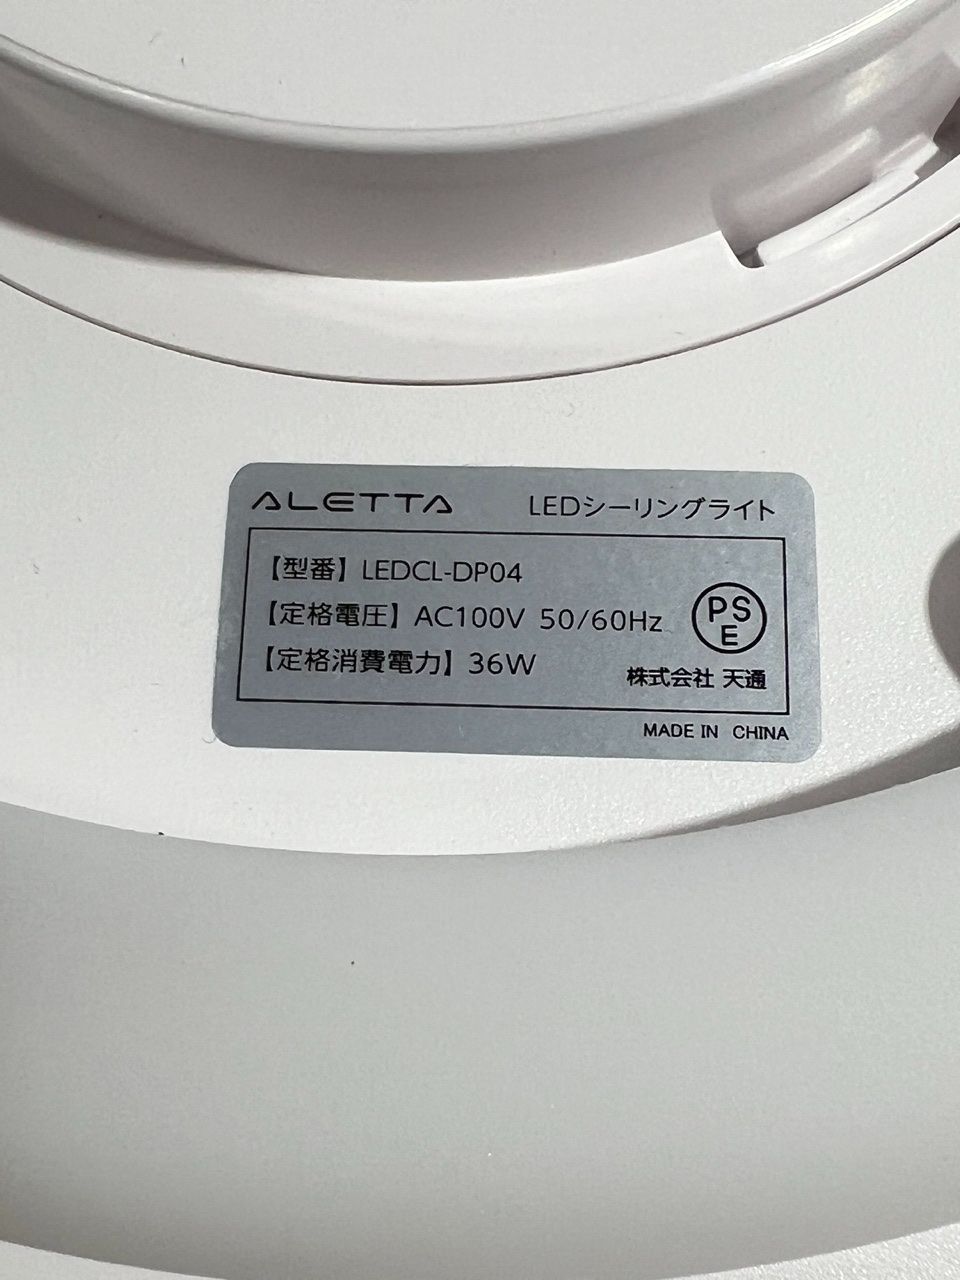 ALETTA LEDシーリングライト
【型番】LEDCL-DP04
【定格電圧】AC100V 50/60Hz
【定格消費電力】36W
PS
E
株式会社 天通
MADE IN CHINA